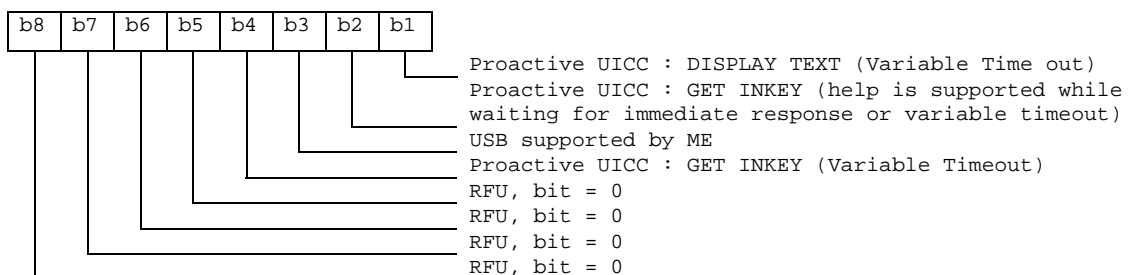 b8 b7 b6 b5 b4 b3 b2 b1
Proactive UICC : DISPLAY TEXT (Variable Time out)
Proactive UICC : GET INKEY (help is supported while
waiting for immediate response or variable timeout)
USB supported by ME
Proactive UICC : GET INKEY (Variable Timeout)
RFU, bit = 0
RFU, bit = 0
RFU, bit = 0
RFU, bit = 0